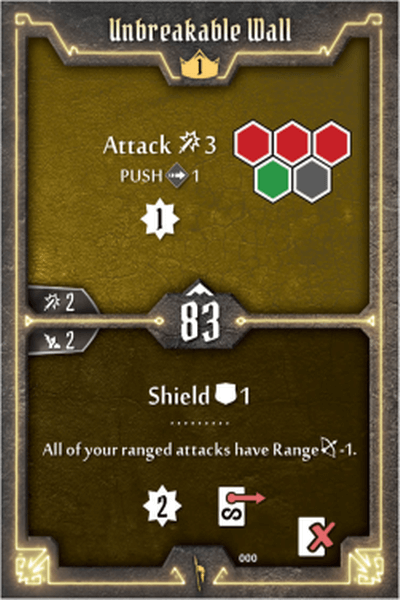 Unbreakable Wall
1
Attack 3
PUSH 1
1
2
83
2
Shield 1
All of your ranged attacks have Range -1.
2
S
000